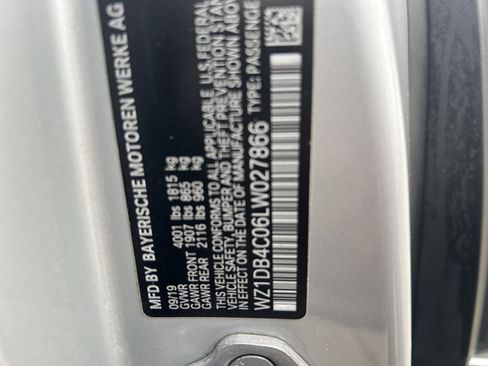 MFD BY BAYERISCHE MOTOREN WERKE AG
09/19
GVWR 4001 lbs 1815 kg
GAWR FRONT 1907 lbs 865 kg
GAWR REAR 2116 lbs 960 kg
THIS VEHICLE CONFORMS TO ALL APPLICABLE U.S. FEDERAL
VEHICLE SAFETY, BUMPER AND THEFT
IN EFFECT ON THE DATE OF MANUFACTURE SHOWN ABOVE
WZ1DB4C06LW027866 TYPE: PASSENGE